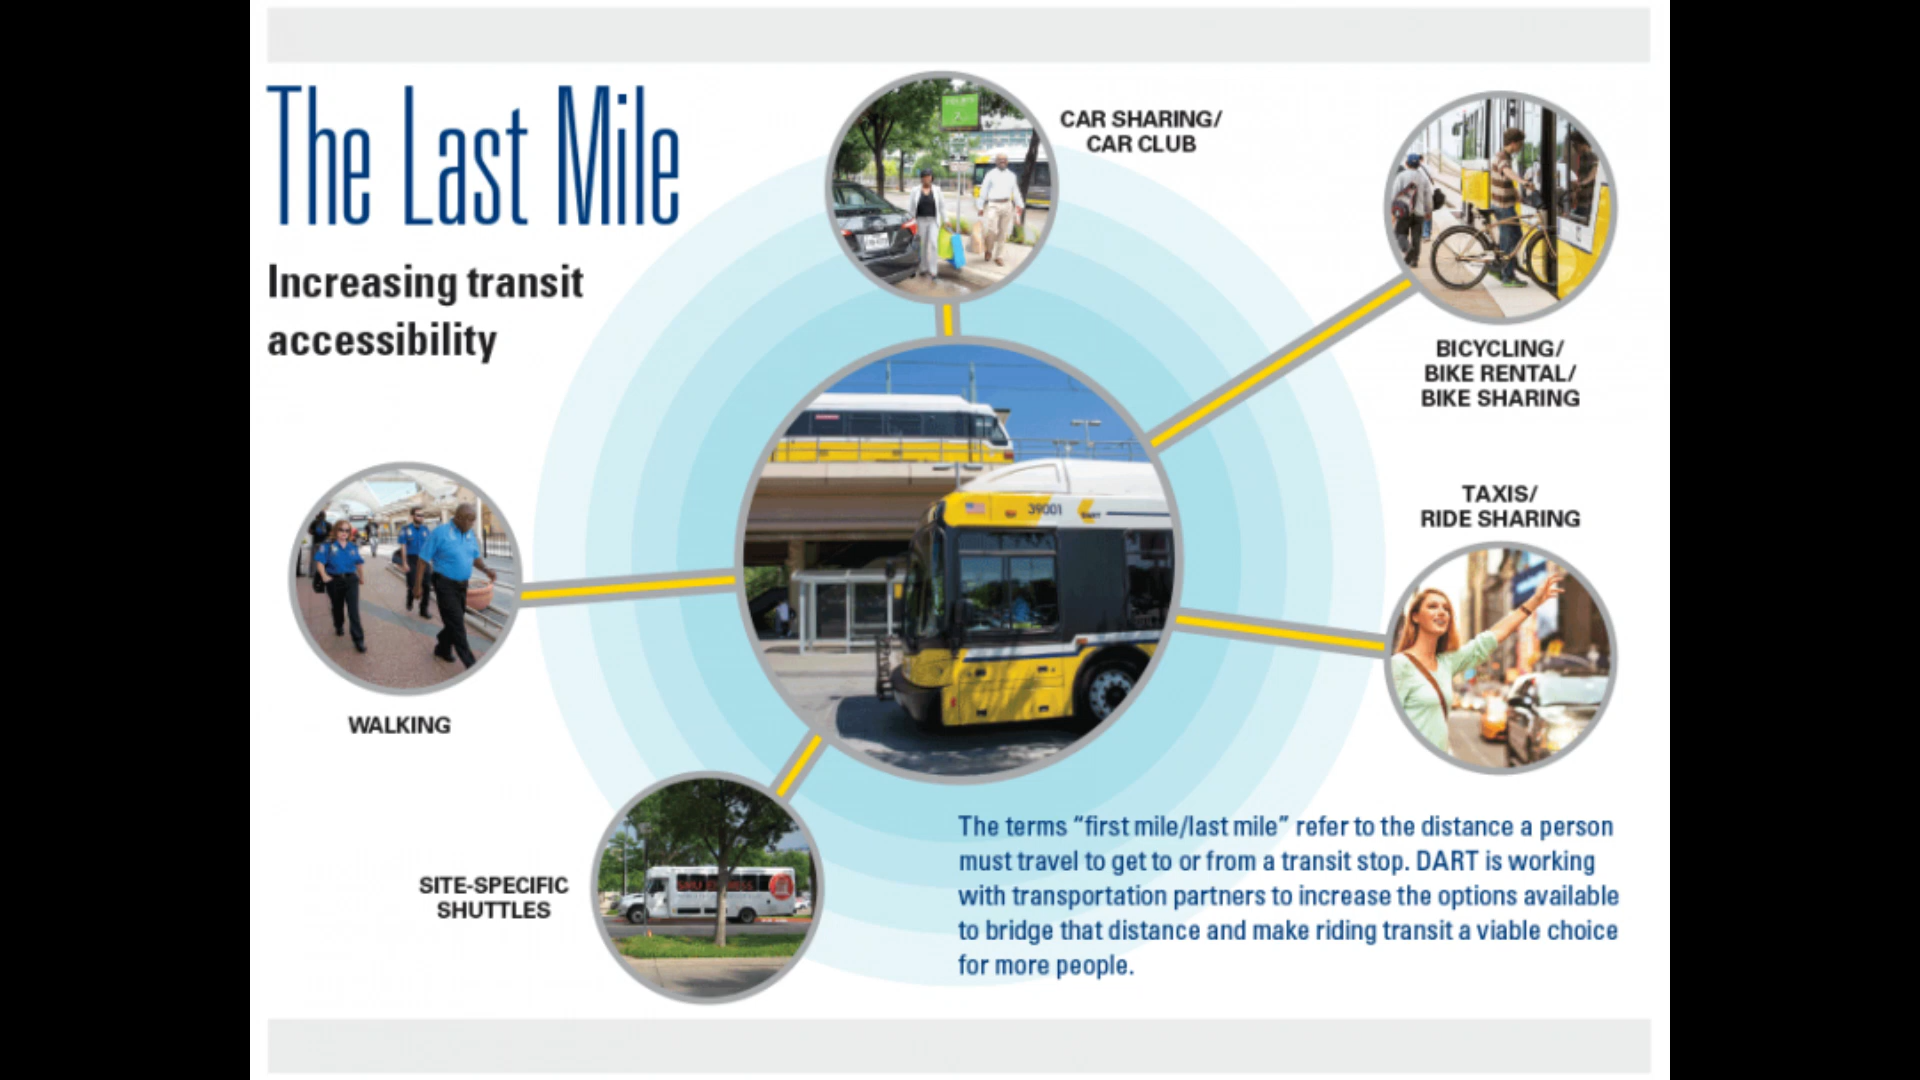 The Last Mile
Increasing transit
accessibility
CAR SHARING/
CAR CLUB
BICYCLING/
BIKE RENTAL/
BIKE SHARING
TAXIS/
RIDE SHARING
39001
WALKING
SITE-SPECIFIC
SHUTTLES
The terms “first mile/last mile” refer to the distance a person
must travel to get to or from a transit stop. DART is working
with transportation partners to increase the options available
to bridge that distance and make riding transit a viable choice
for more people.